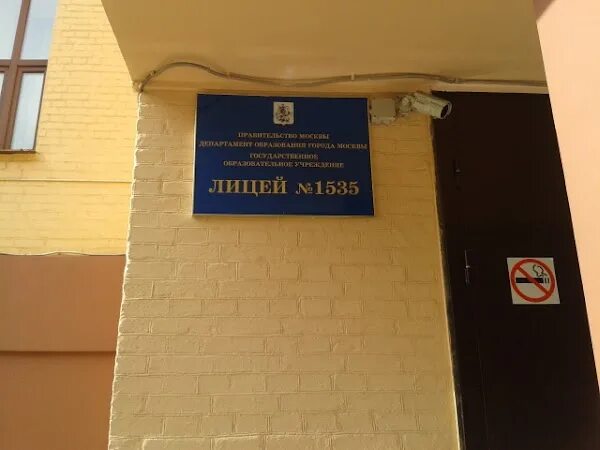 ПРАВИТЕЛЬСТВО МОСКВЫ
ДЕПАРТАМЕНТ ОБРАЗОВАНИЯ ГОРОДА МОСКВЫ
ГОСУДАРСТВЕННОЕ
ОБРАЗОВАТЕЛЬНОЕ УЧРЕЖДЕНИЕ
ЛИЦЕЙ №1535